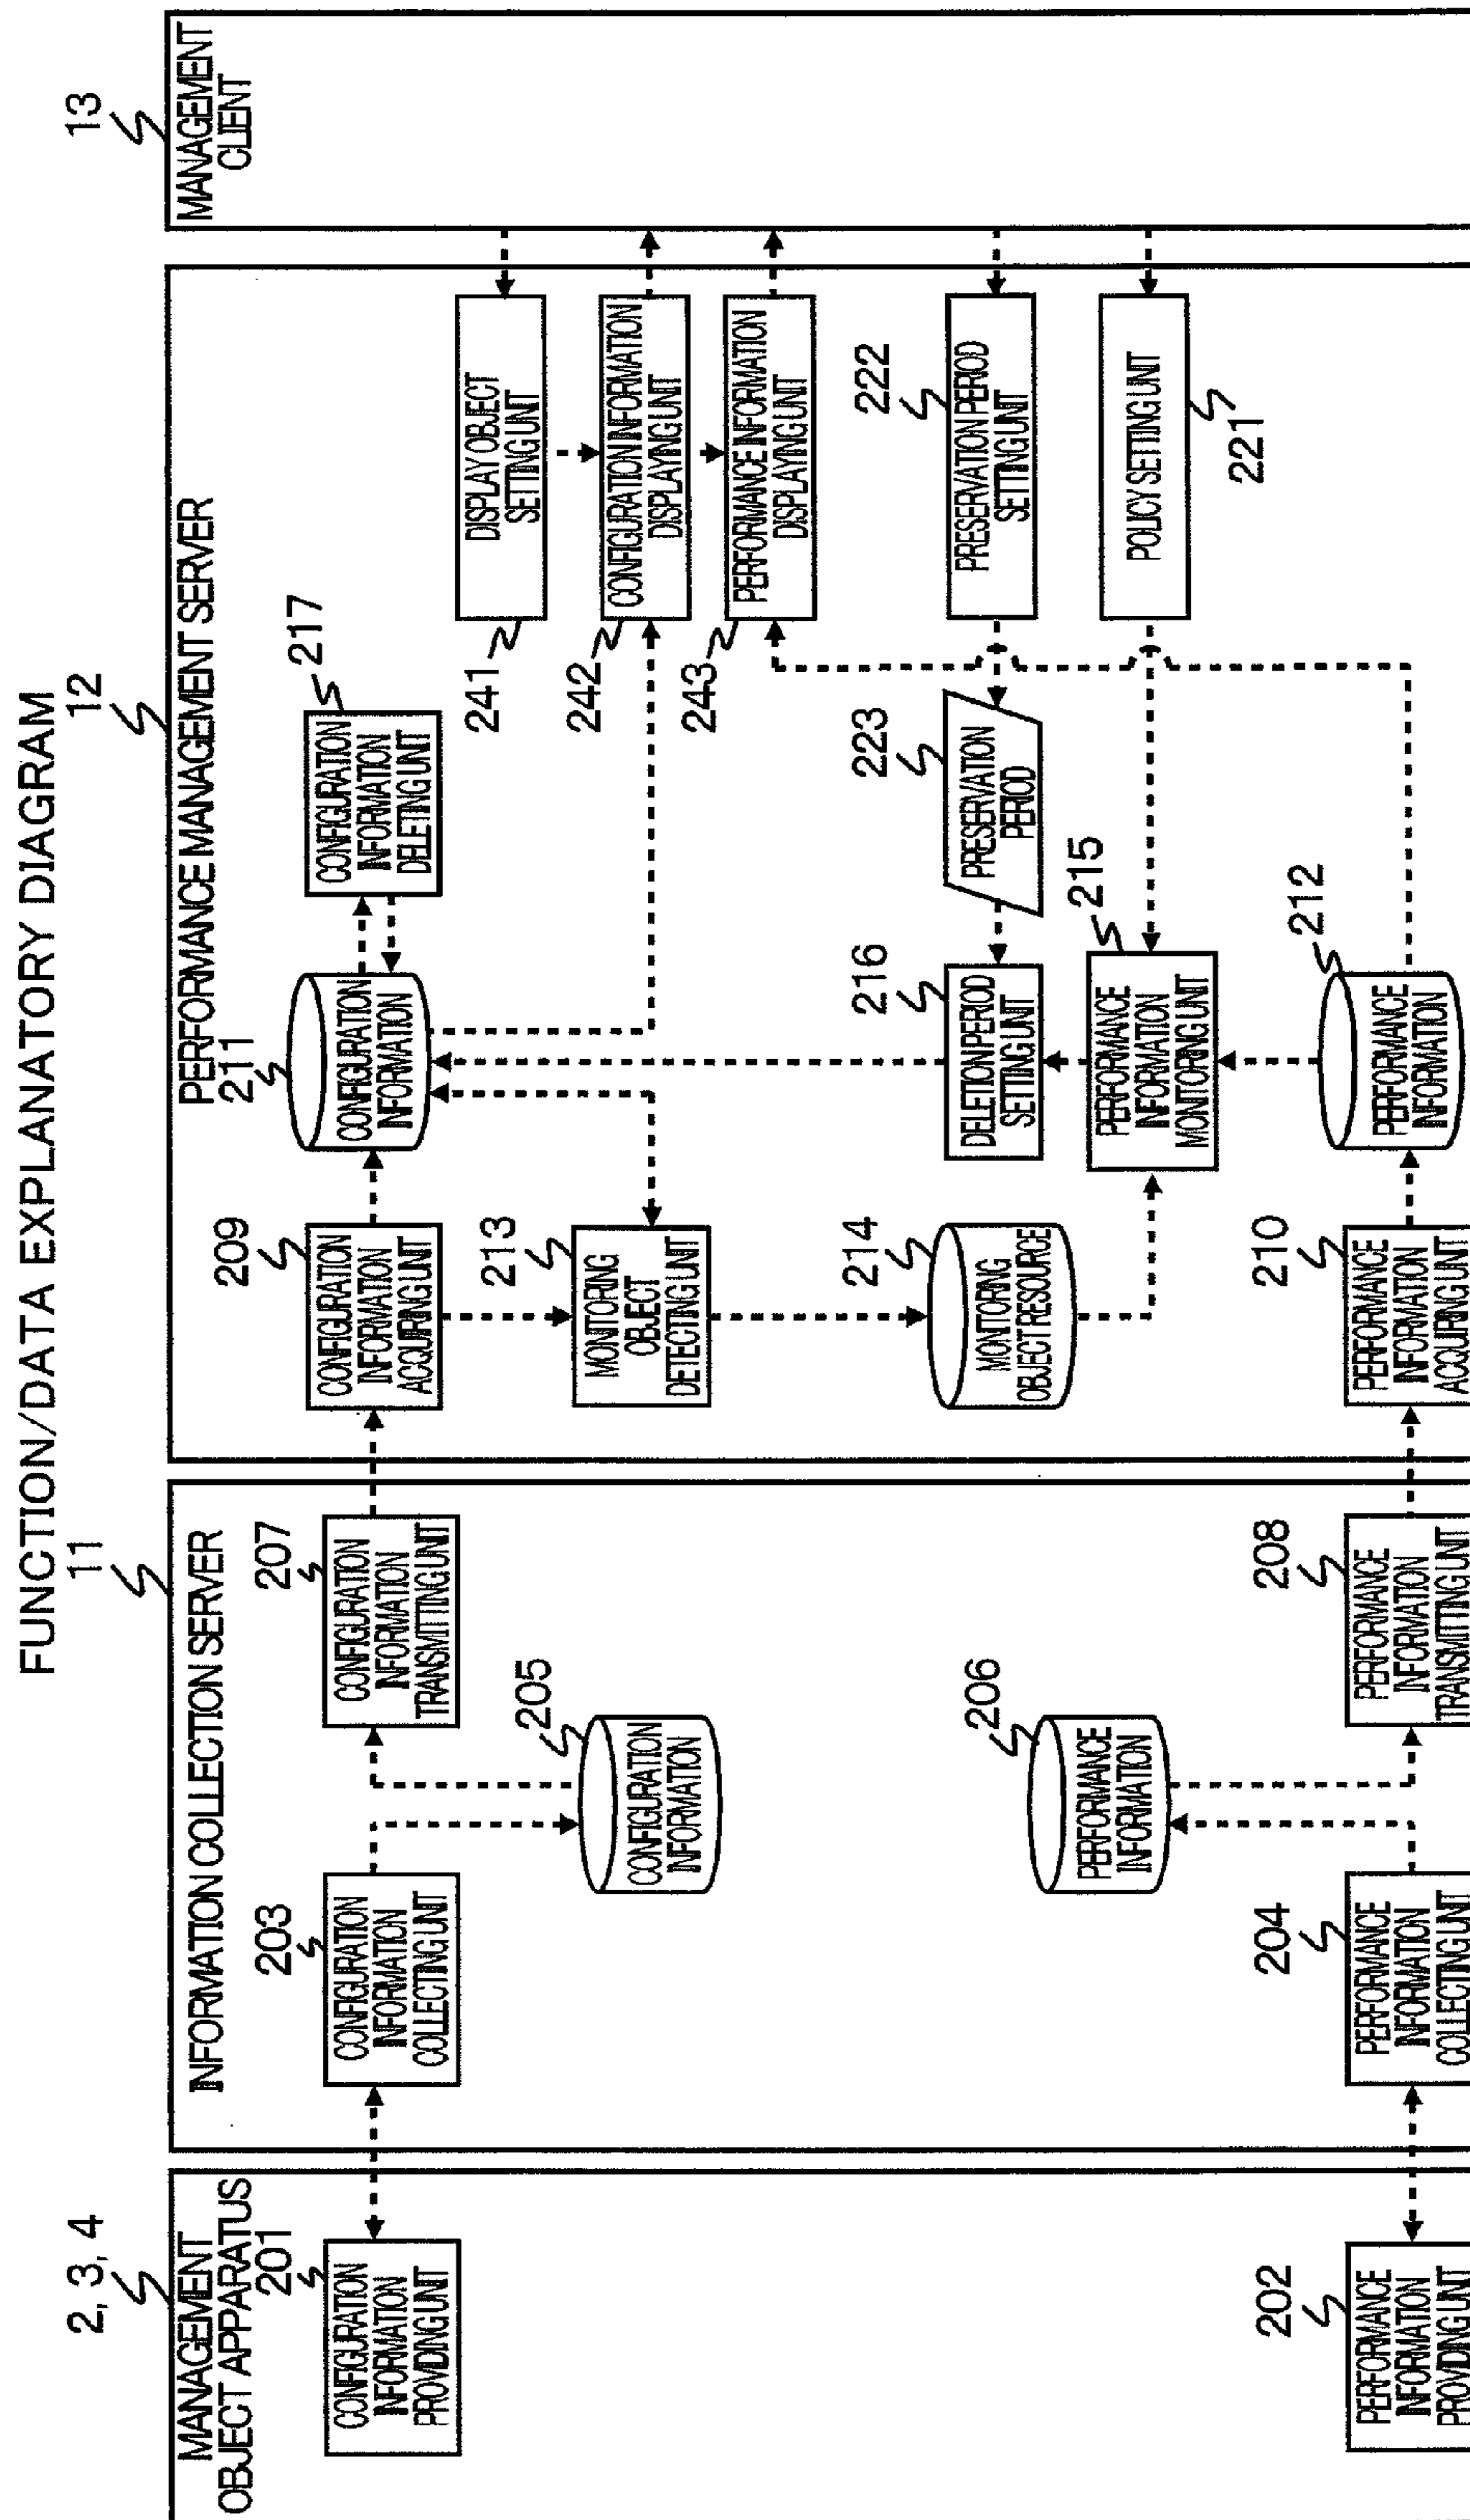 FUNCTION/DATA EXPLANATORY DIAGRAM
2, 3, 4
MANAGEMENT
OBJECT APPARATUS
201
CONFIGURATION
INFORMATION
PROVIDING UNIT
202
PERFORMANCE
INFORMATION
PROVIDING UNIT
11
INFORMATION COLLECTION SERVER
203
CONFIGURATION
INFORMATION
COLLECTING UNIT
207
CONFIGURATION
INFORMATION
TRANSMITTING UNIT
205
CONFIGURATION
INFORMATION
206
PERFORMANCE
INFORMATION
204
PERFORMANCE
INFORMATION
COLLECTING UNIT
208
PERFORMANCE
INFORMATION
TRANSMITTING UNIT
12
PERFORMANCE MANAGEMENT SERVER
209
CONFIGURATION
INFORMATION
ACQUIRING UNIT
211
CONFIGURATION
INFORMATION
217
CONFIGURATION
INFORMATION
DELETING UNIT
213
MONITORING
OBJECT
DETECTING UNIT
214
MONITORING
OBJECT RESOURCE
216
DELETION PERIOD
SETTING UNIT
223
PRESERVATION
PERIOD
215
PERFORMANCE
INFORMATION
MONITORING UNIT
210
PERFORMANCE
INFORMATION
ACQUIRING UNIT
212
PERFORMANCE
INFORMATION
241
DISPLAY OBJECT
SETTING UNIT
242
CONFIGURATION INFORMATION
DISPLAYING UNIT
243
PERFORMANCE INFORMATION
DISPLAYING UNIT
222
PRESERVATION PERIOD
SETTING UNIT
POLICY SETTING UNIT
221
13
MANAGEMENT
CLIENT